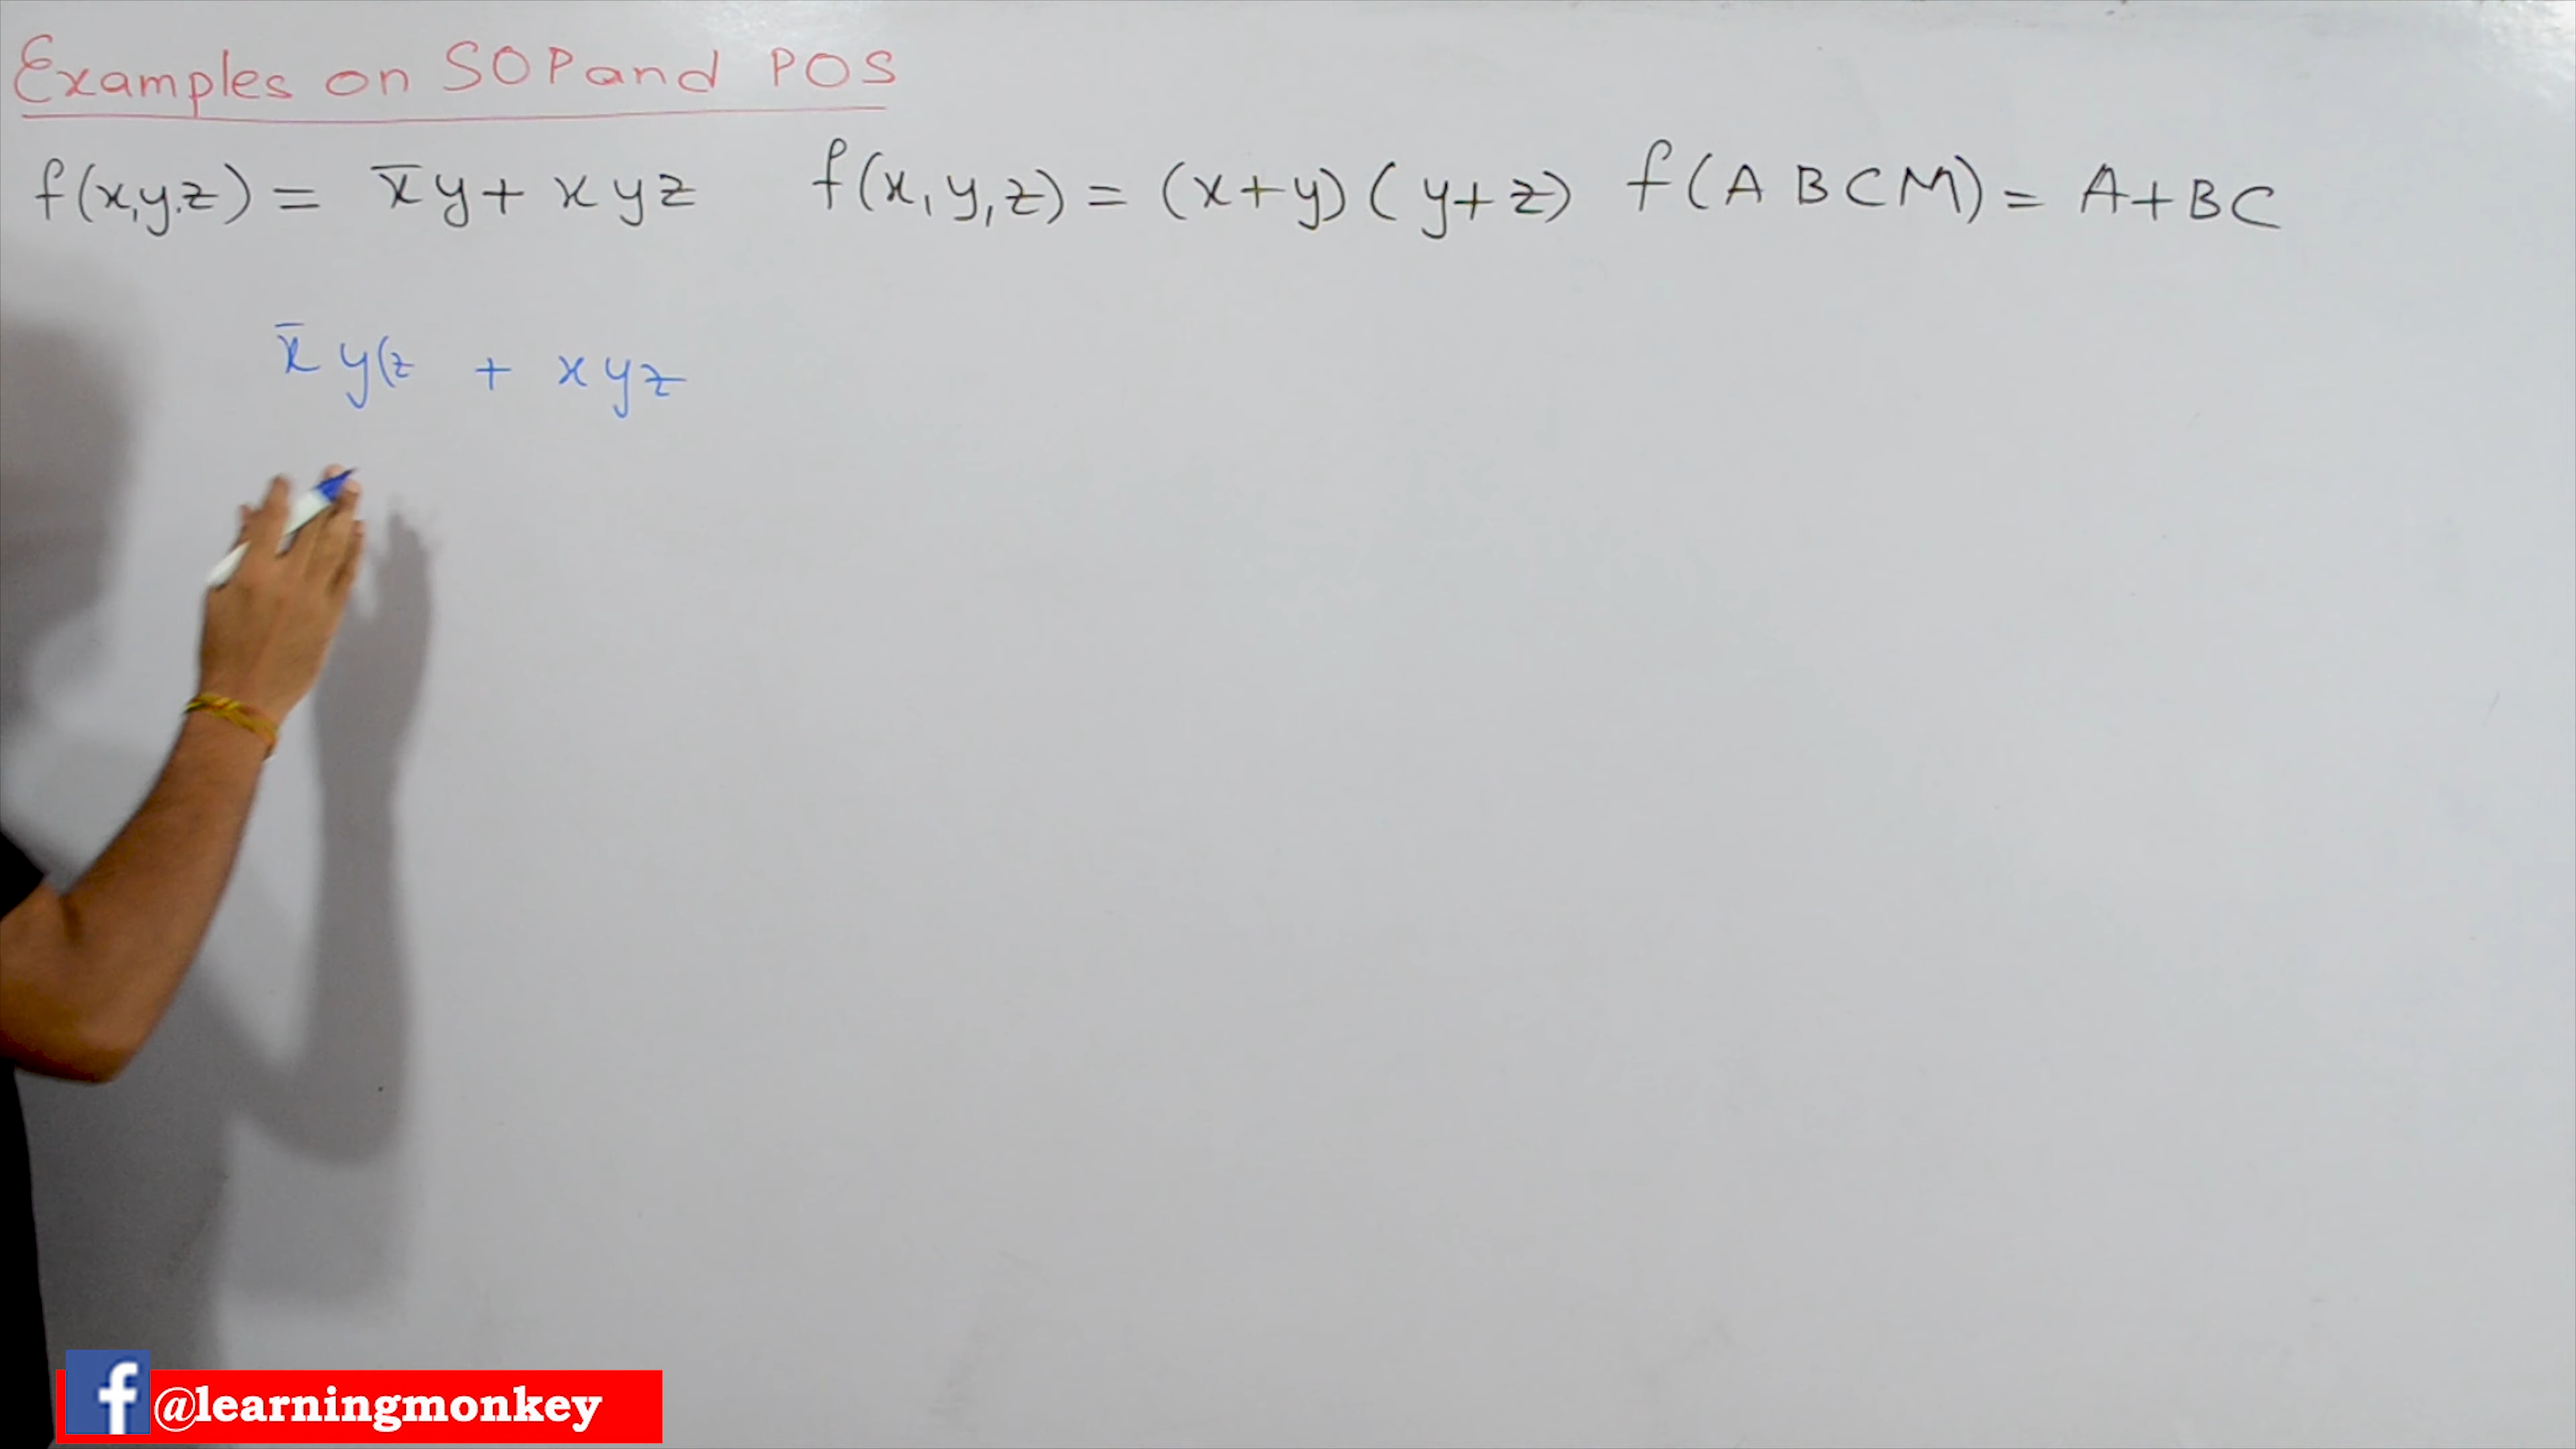 Examples on SOP and POS
f(x,y.z) = x̅y + xyz   f(x,y,z) = (x+y)(y+z)   f(A B C M) = A+BC
x̅ y(z + xyz
f @learningmonkey